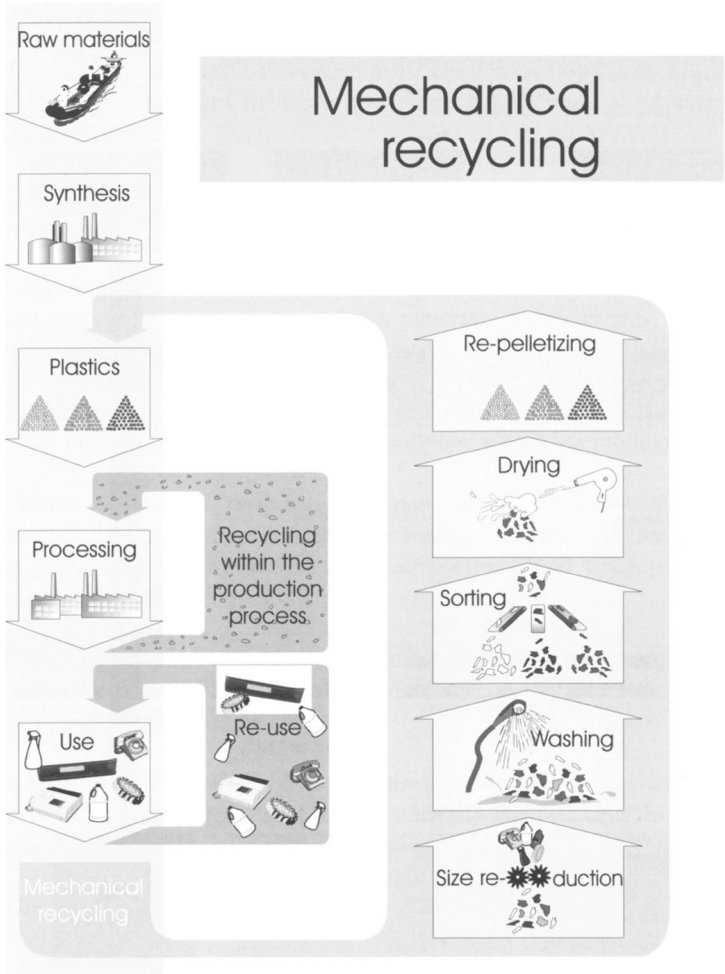 Mechanical
recycling
Raw materials
Synthesis
Plastics
Processing
Recycling
within the
production
process
Use
Re-use
Mechanical
recycling
Re-pelletizing
Drying
Sorting
Washing
Size re-duction